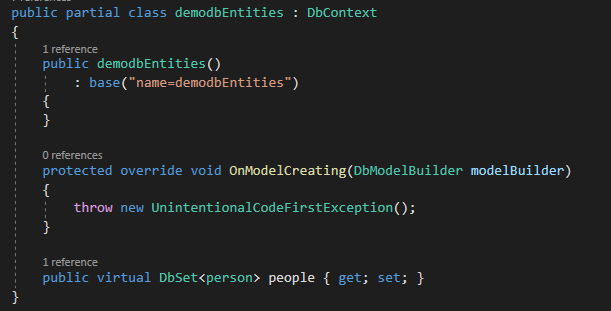 public partial class demodbEntities : DbContext
{
1 reference
public demodbEntities()
: base("name=demodbEntities")
{
}
0 references
protected override void OnModelCreating(DbModelBuilder modelBuilder)
{
throw new UnintentionalCodeFirstException();
}
1 reference
public virtual DbSet<person> people { get; set; }
}